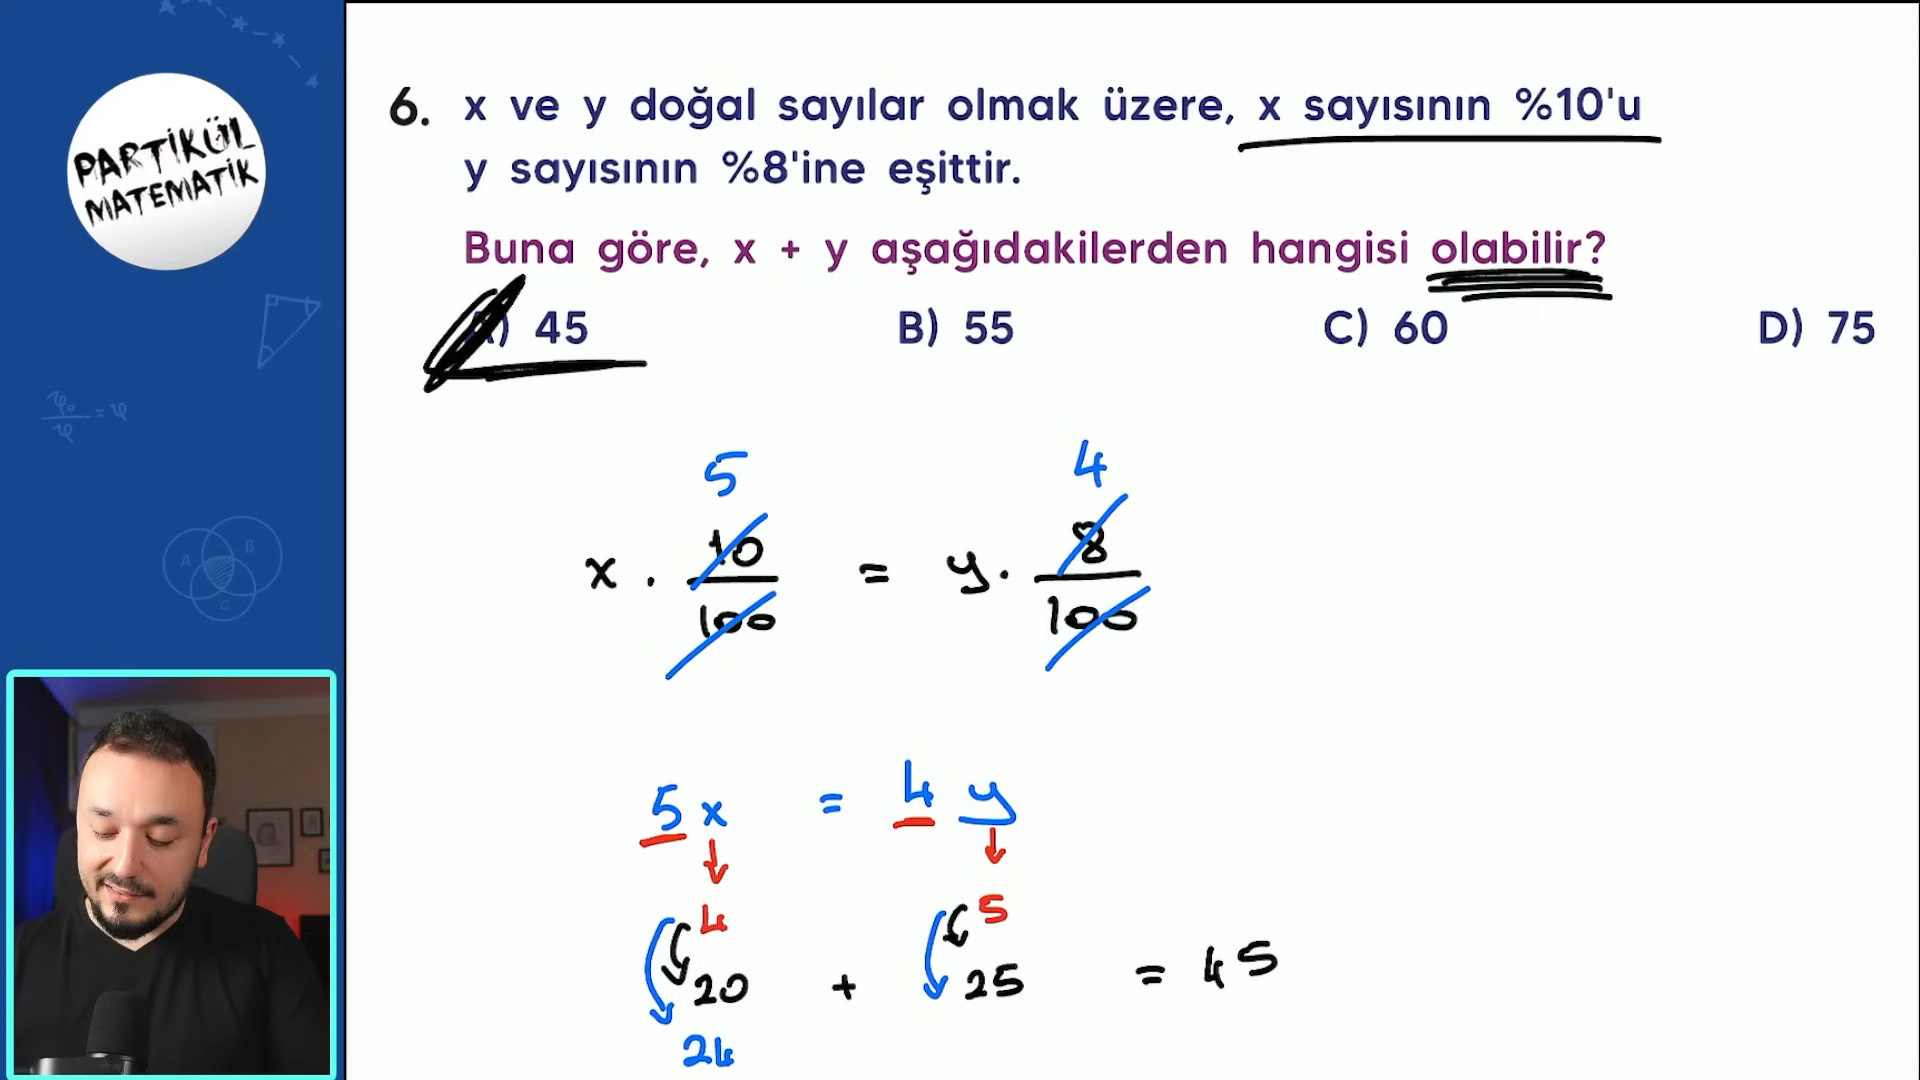 PARTİKÜL
MATEMATİK
6. x ve y doğal sayılar olmak üzere, x sayısının %10'u
y sayısının %8'ine eşittir.
Buna göre, x + y aşağıdakilerden hangisi olabilir?
A) 45 B) 55 C) 60 D) 75
5 4
x · 10/100 = y · 8/100
5x = 4y
4 5
20 + 25 = 45
24
A B
C